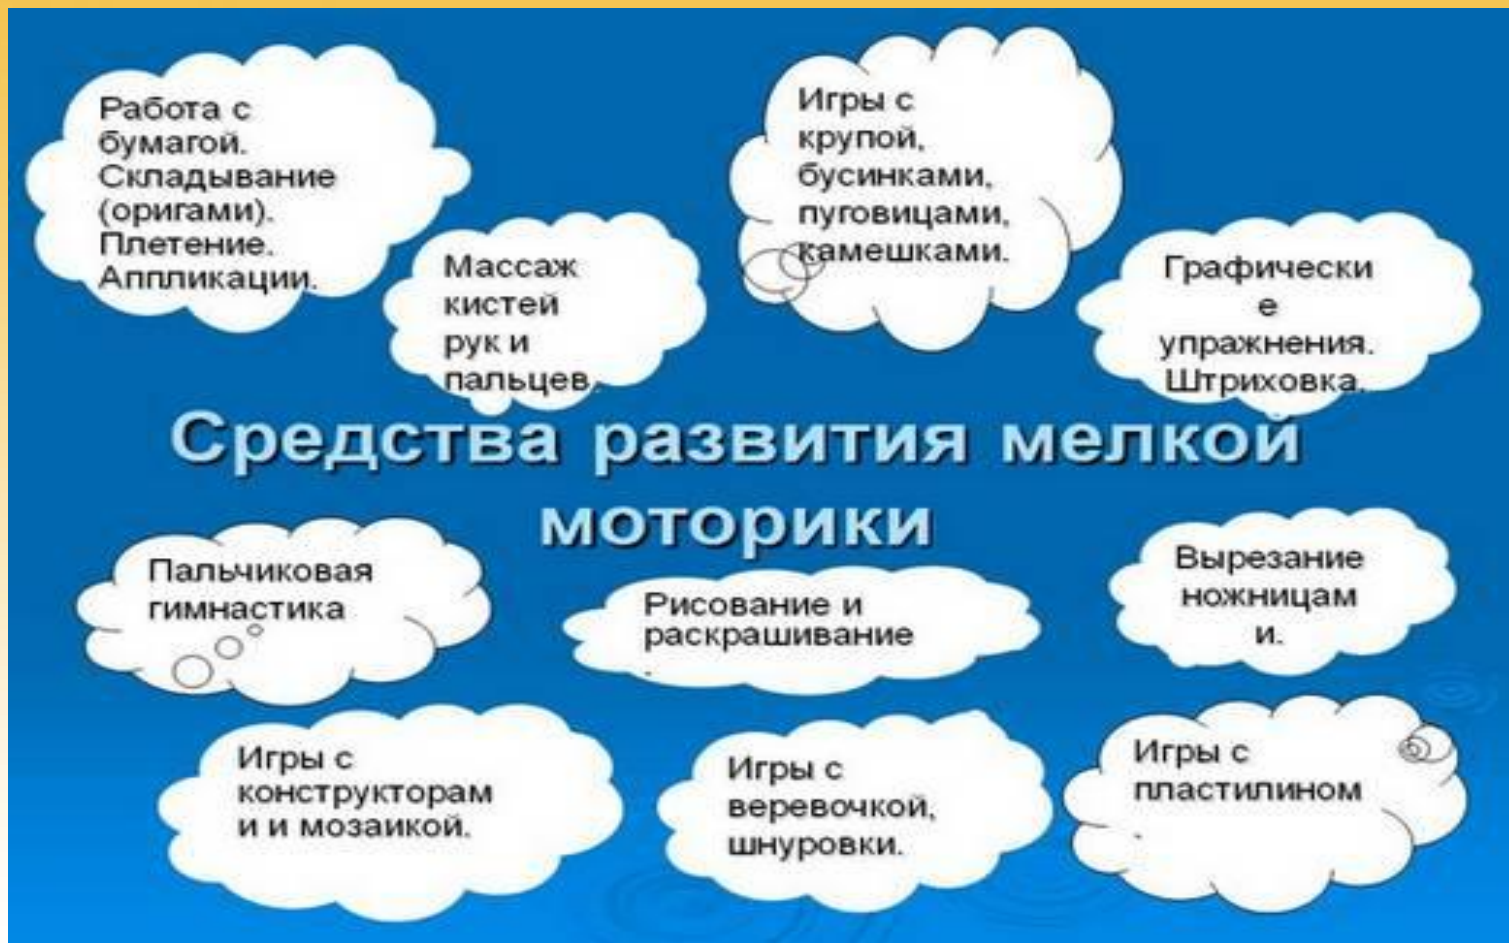 Работа с
бумагой.
Складывание
(оригами).
Плетение.
Аппликации.
Массаж
кистей
рук и
пальцев.
Игры с
крупой,
бусинками,
пуговицами,
камешками.
Графически
е
упражнения.
Штриховка.
Средства развития мелкой
моторики
Пальчиковая
гимнастика
Рисование и
раскрашивание
.
Вырезание
ножницам
и.
Игры с
конструкторам
и и мозаикой.
Игры с
веревочкой,
шнуровки.
Игры с
пластилином
.